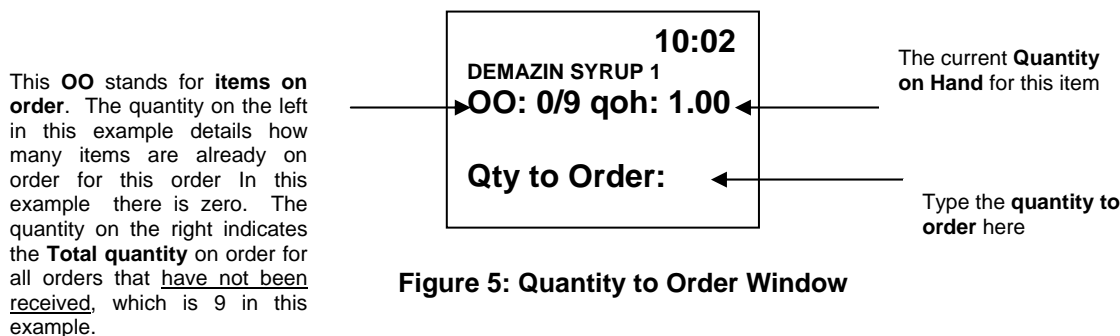 This OO stands for items on
order. The quantity on the left
in this example details how
many items are already on
order for this order In this
example there is zero. The
quantity on the right indicates
the Total quantity on order for
all orders that have not been
received, which is 9 in this
example.
10:02
DEMAZIN SYRUP 1
OO: 0/9 qoh: 1.00
Qty to Order:
The current Quantity
on Hand for this item
Type the quantity to
order here
Figure 5: Quantity to Order Window